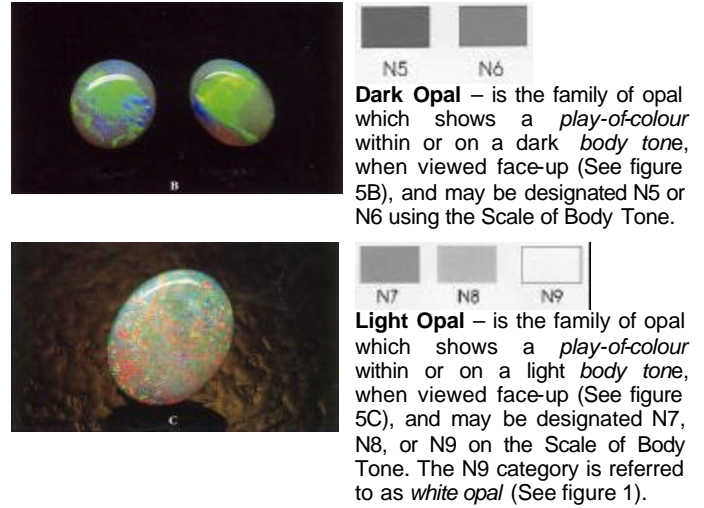 N5 N6
Dark Opal – is the family of opal
which shows a play-of-colour
within or on a dark body tone,
when viewed face-up (See figure
5B), and may be designated N5 or
N6 using the Scale of Body Tone.
B
N7 N8 N9
Light Opal – is the family of opal
which shows a play-of-colour
within or on a light body tone,
when viewed face-up (See figure
5C), and may be designated N7,
N8, or N9 on the Scale of Body
Tone. The N9 category is referred
to as white opal (See figure 1).
C